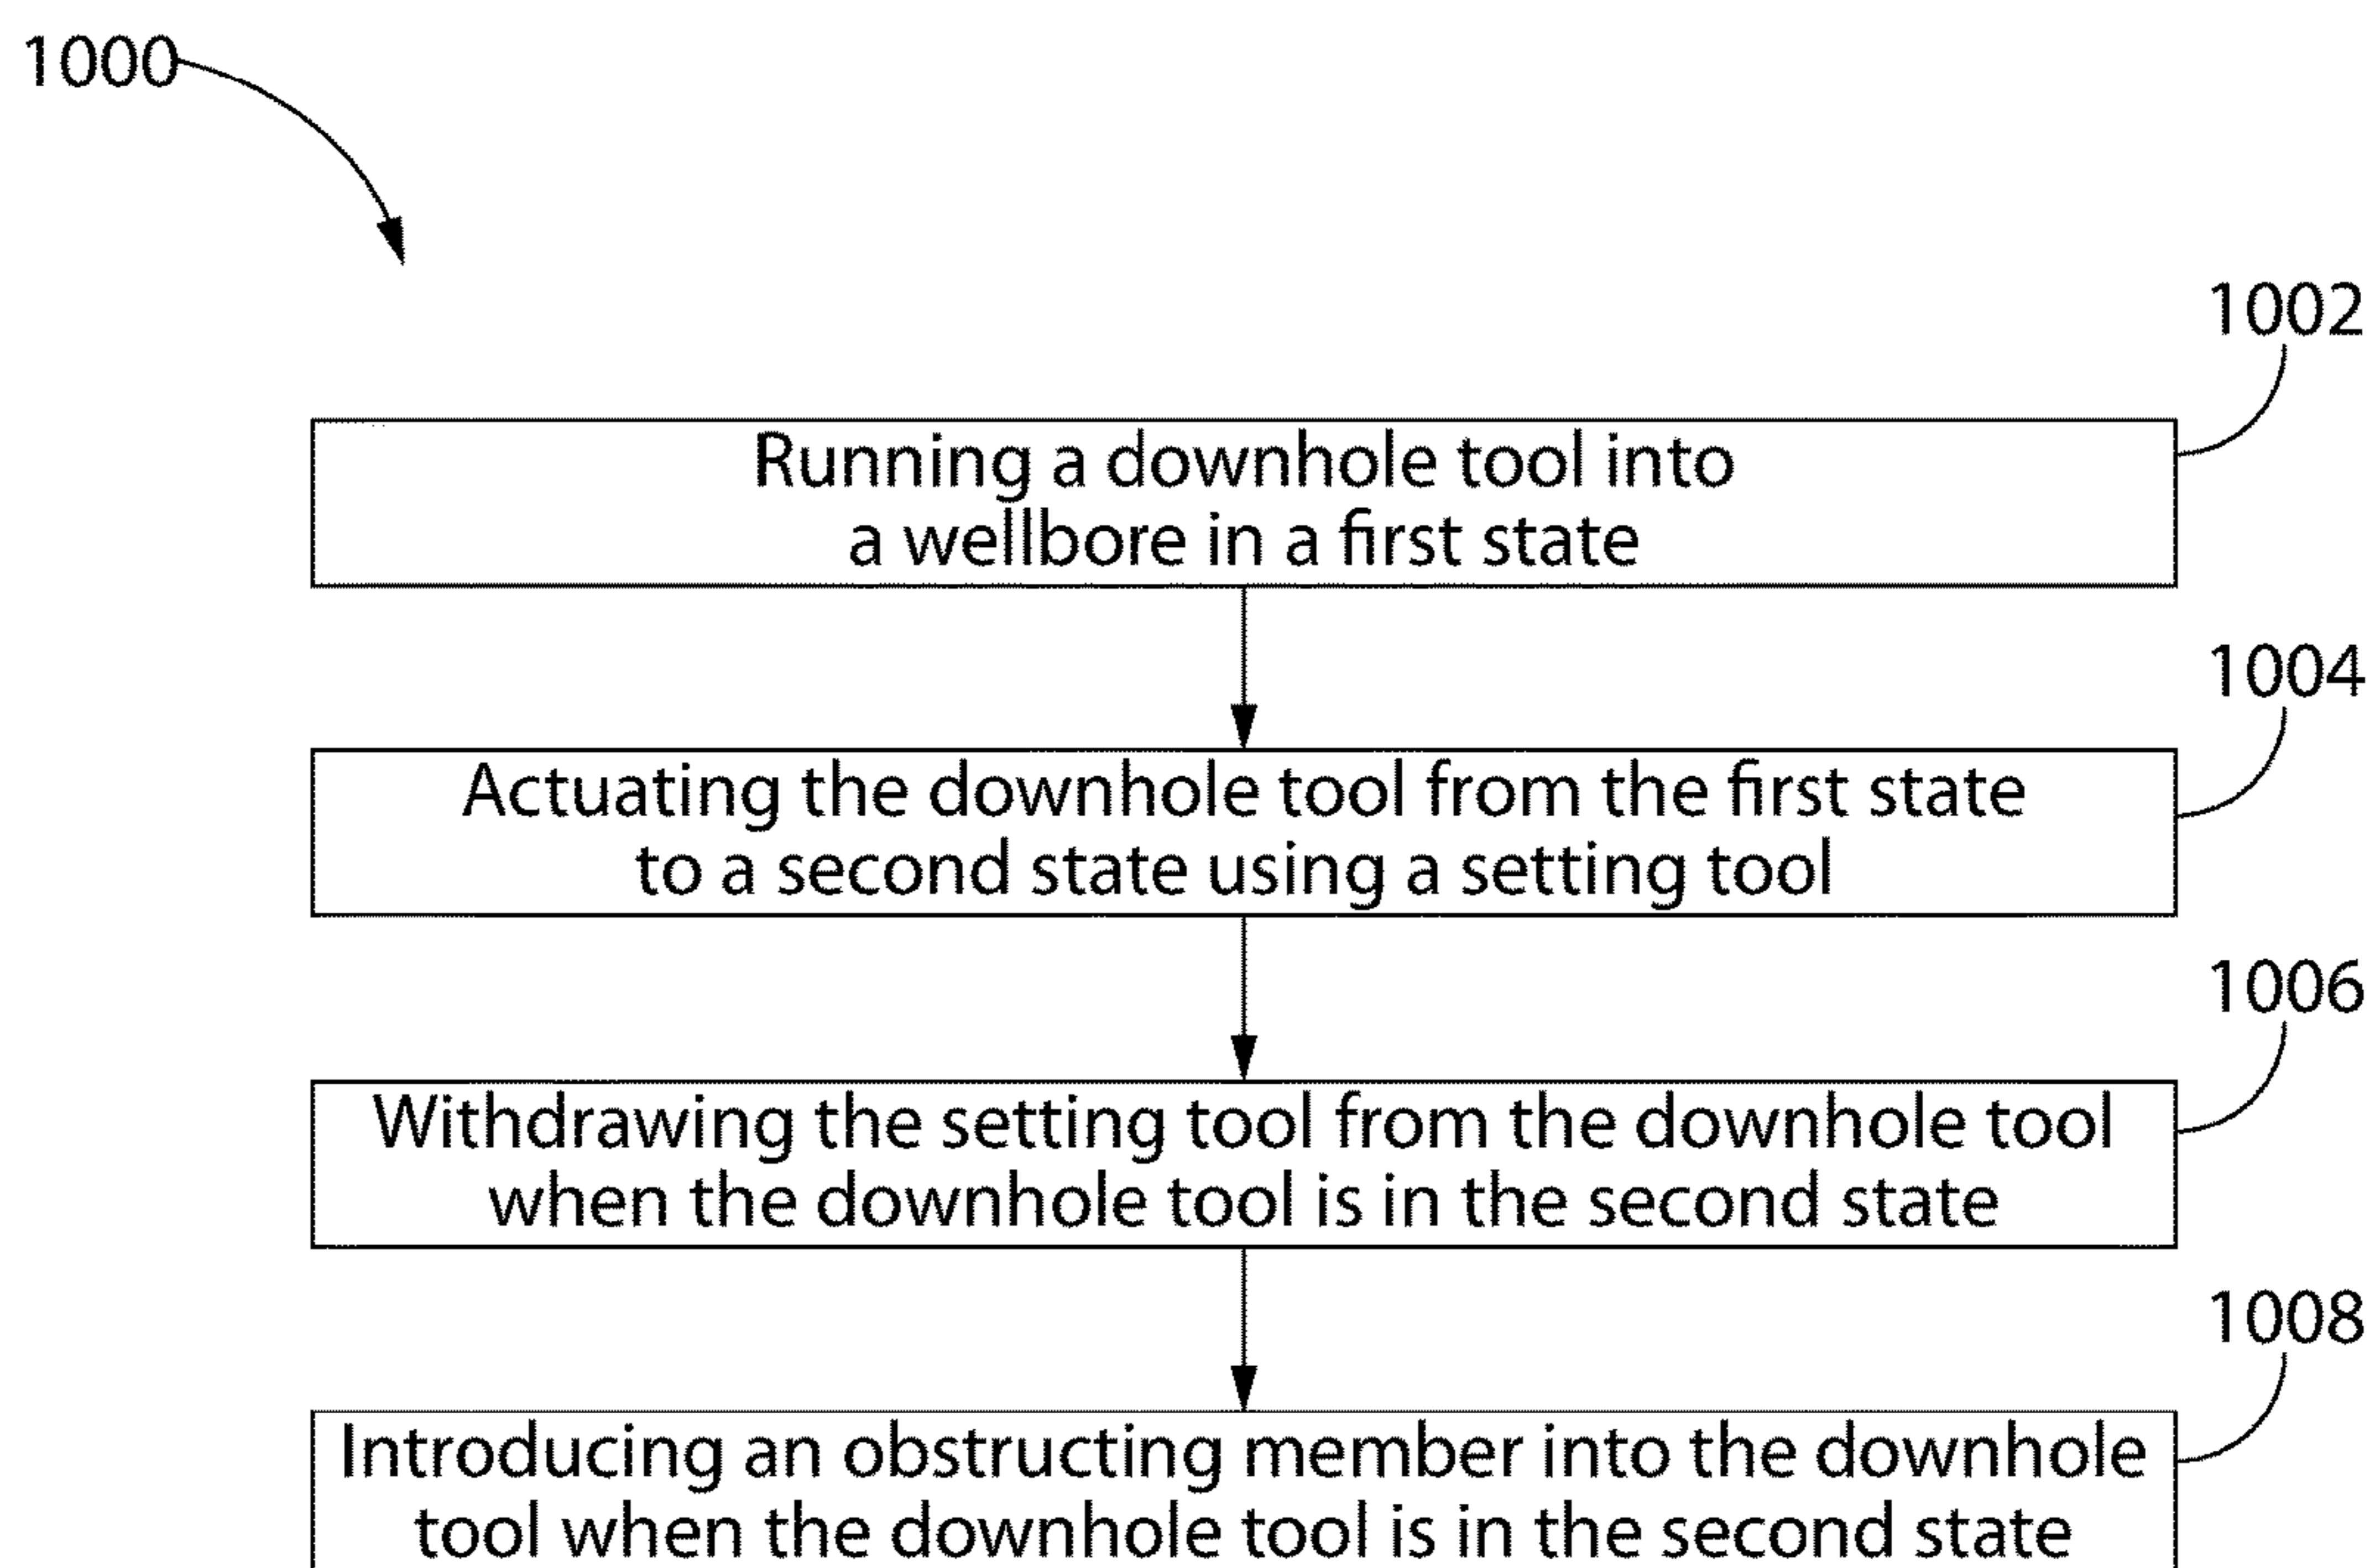 1000
1002
Running a downhole tool into
a wellbore in a first state
1004
Actuating the downhole tool from the first state
to a second state using a setting tool
1006
Withdrawing the setting tool from the downhole tool
when the downhole tool is in the second state
1008
Introducing an obstructing member into the downhole
tool when the downhole tool is in the second state